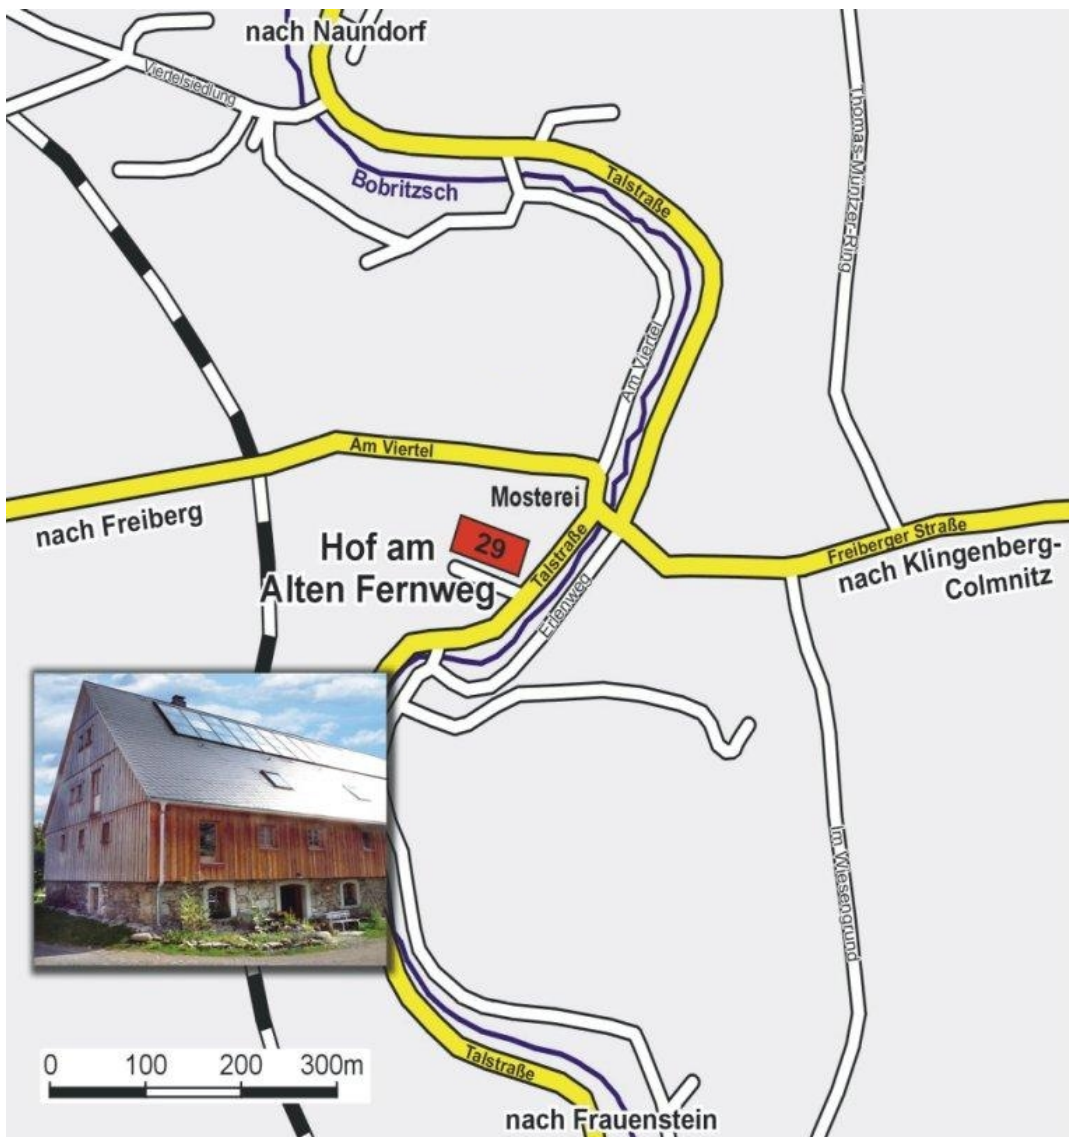 nach Naundorf
Viertelsiedlung
Bobritzsch
Talstraße
Thomas-Müntzer-Ring
Am Viertel
Am Viertel
nach Freiberg
Mosterei
Hof am
Alten Fernweg
29
Talstraße
Erlenweg
Freiberger Straße
nach Klingenberg-
Colmnitz
Im Wiesengrund
0 100 200 300m
Talstraße
nach Frauenstein